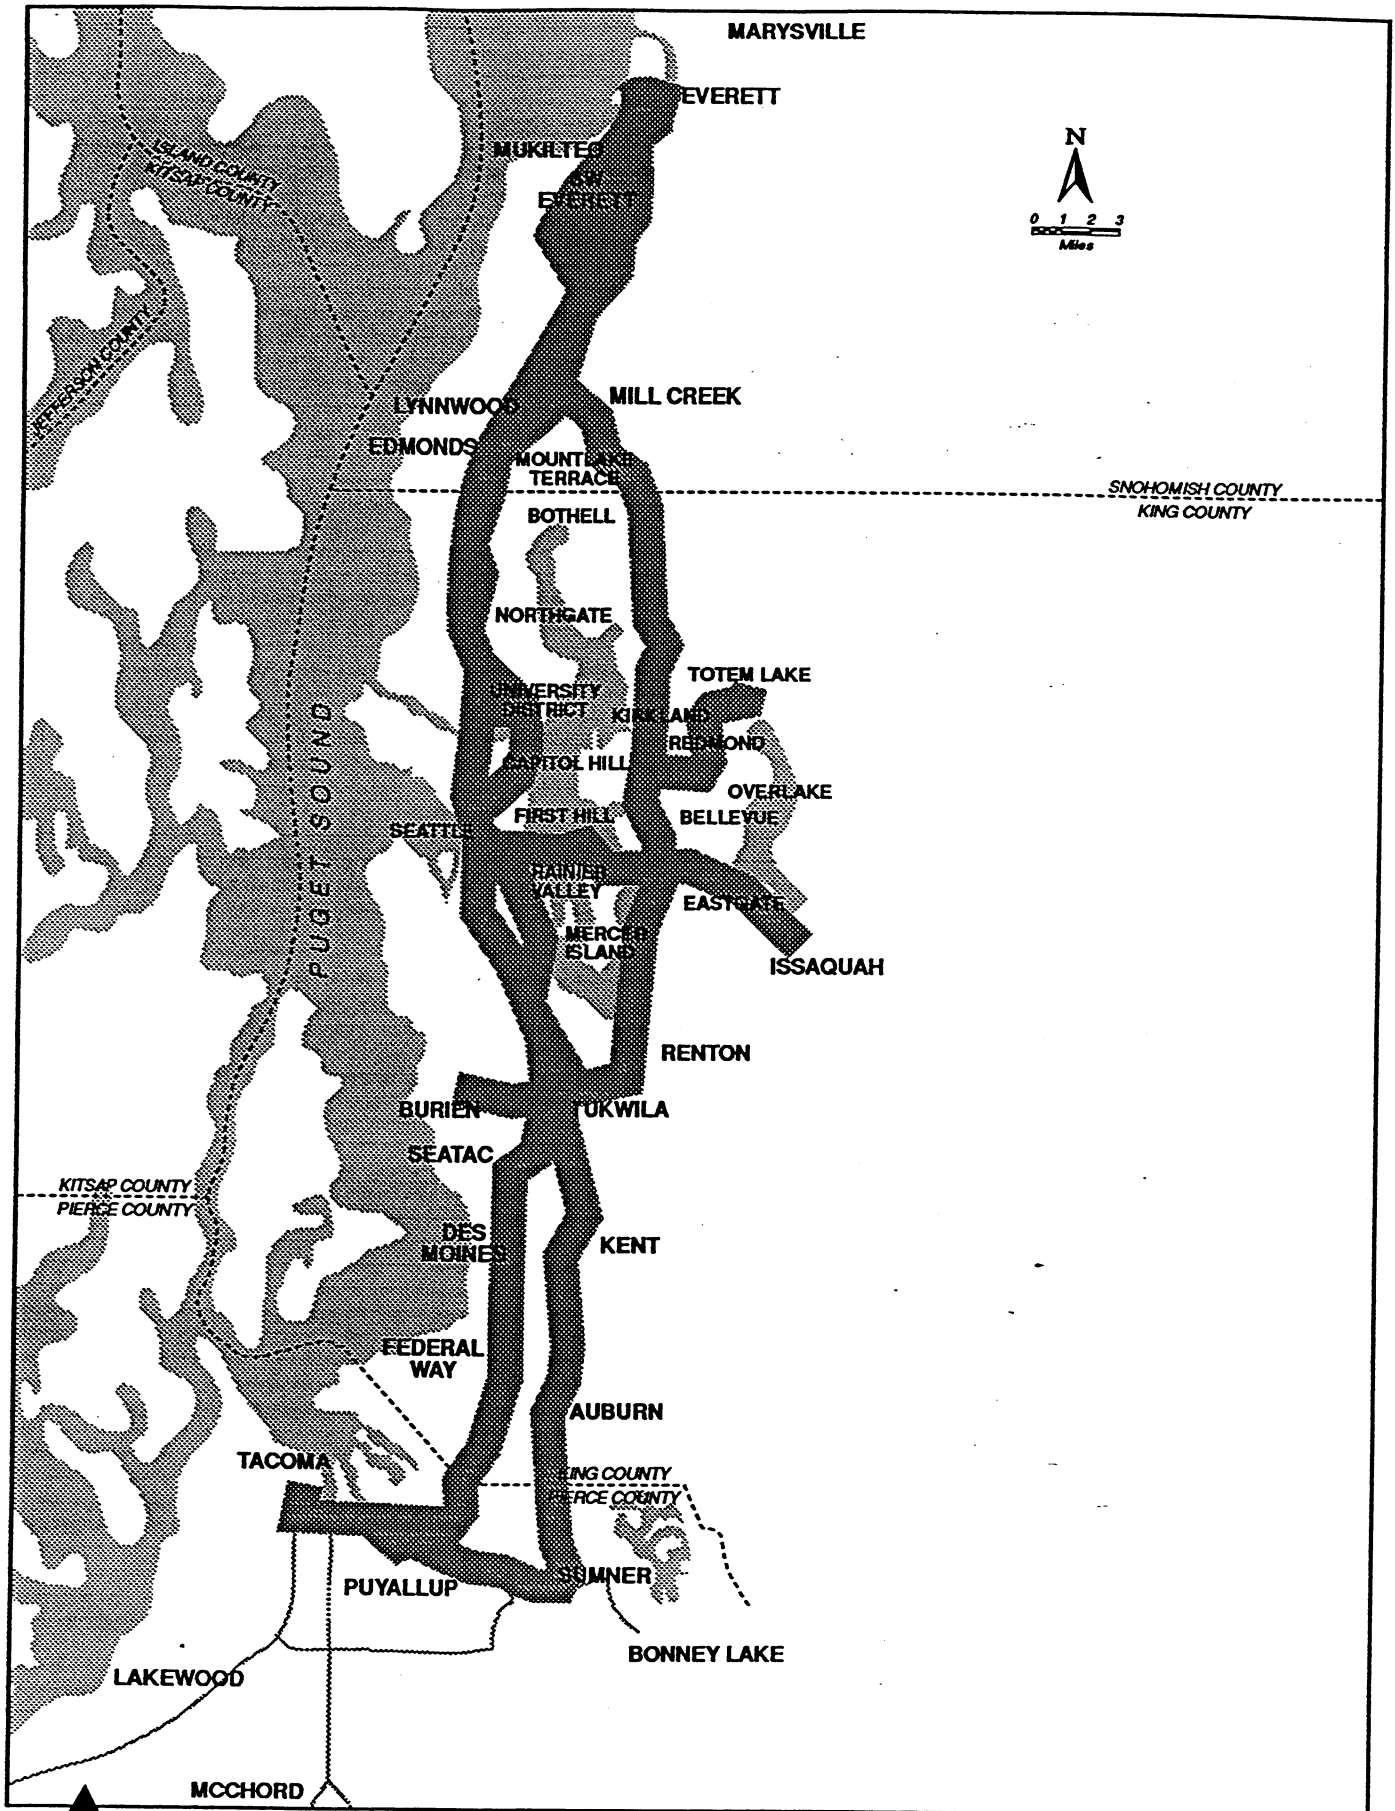 MARYSVILLE
EVERETT
N
MUKILTEO
ISLAND COUNTY
KITSAP COUNTY
SW
EVERETT
0 1 2 3
Miles
JEFFERSON COUNTY
MILL CREEK
LYNNWOOD
EDMONDS
MOUNTLAKE
TERRACE
SNOHOMISH COUNTY
KING COUNTY
BOTHELL
NORTHGATE
TOTEM LAKE
UNIVERSITY
DISTRICT
KIRKLAND
REDMOND
PUGET SOUND
CAPITOL HILL
OVERLAKE
FIRST HILL
BELLEVUE
SEATTLE
RAINIER
VALLEY
EASTGATE
MERCER
ISLAND
ISSAQUAH
RENTON
BURIEN
TUKWILA
SEATAC
KITSAP COUNTY
PIERCE COUNTY
DES
MOINES
KENT
FEDERAL
WAY
AUBURN
TACOMA
KING COUNTY
PIERCE COUNTY
SUMNER
PUYALLUP
BONNEY LAKE
LAKEWOOD
MCCHORD